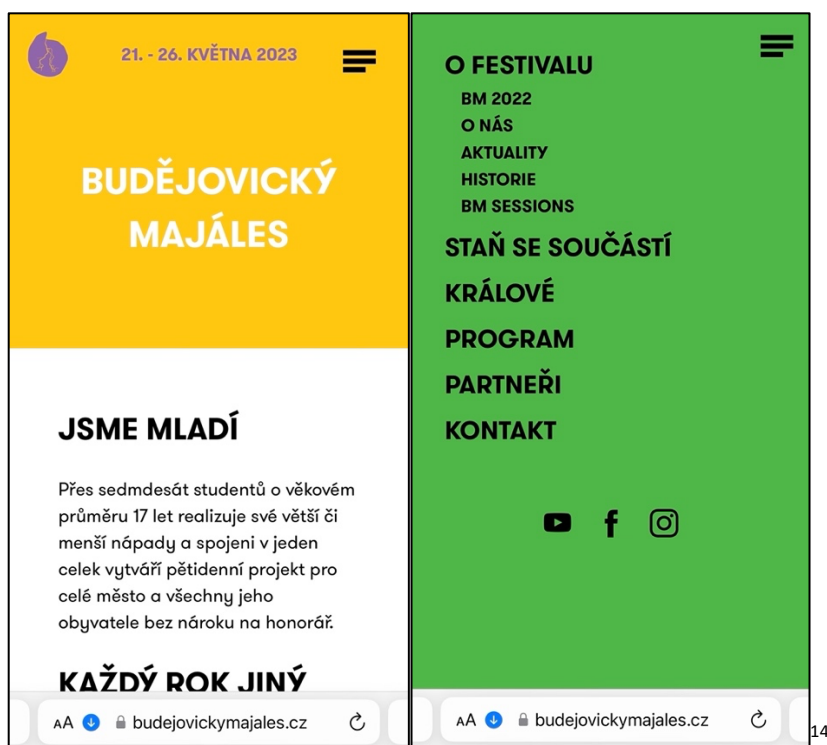 21. - 26. KVĚTNA 2023
BUDĚJOVICKÝ
MAJÁLES
JSME MLADÍ
Přes sedmdesát studentů o věkovém
průměru 17 let realizuje své větší či
menší nápady a spojeni v jeden
celek vytváří pětidenní projekt pro
celé město a všechny jeho
obyvatele bez nároku na honorář.
KAŽDÝ ROK JINÝ
AA budejovickymajales.cz
O FESTIVALU
BM 2022
O NÁS
AKTUALITY
HISTORIE
BM SESSIONS
STAŇ SE SOUČÁSTÍ
KRÁLOVÉ
PROGRAM
PARTNEŘI
KONTAKT
AA budejovickymajales.cz
14